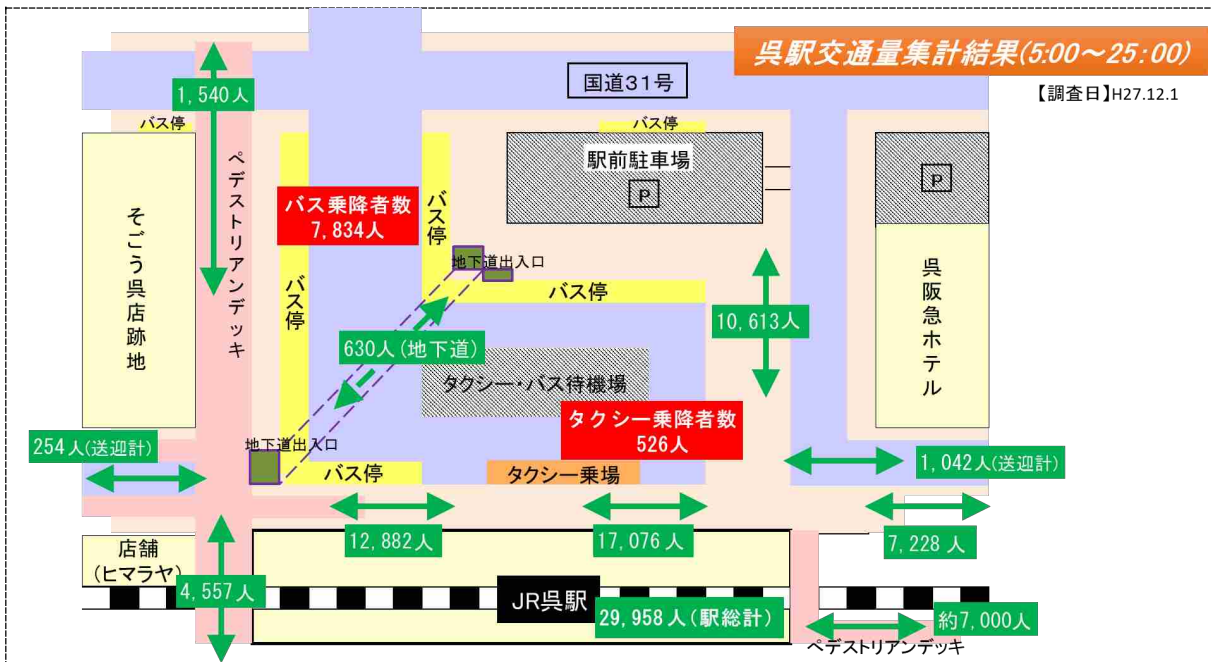 呉駅交通量集計結果(5:00～25:00)
【調査日】H27.12.1
国道31号
1,540人
バス停
バス停
駅前駐車場
P
P
ペデストリアンデッキ
そごう呉店跡地
バス乗降者数
7,834人
バス停
地下道出入口
バス停
バス停
呉阪急ホテル
10,613人
630人(地下道)
タクシー・バス待機場
タクシー乗降者数
526人
254人(送迎計)
地下道出入口
バス停
タクシー乗場
1,042人(送迎計)
12,882人
17,076人
7,228人
店舗
(ヒマラヤ)
4,557人
JR呉駅
29,958人(駅総計)
約7,000人
ペデストリアンデッキ